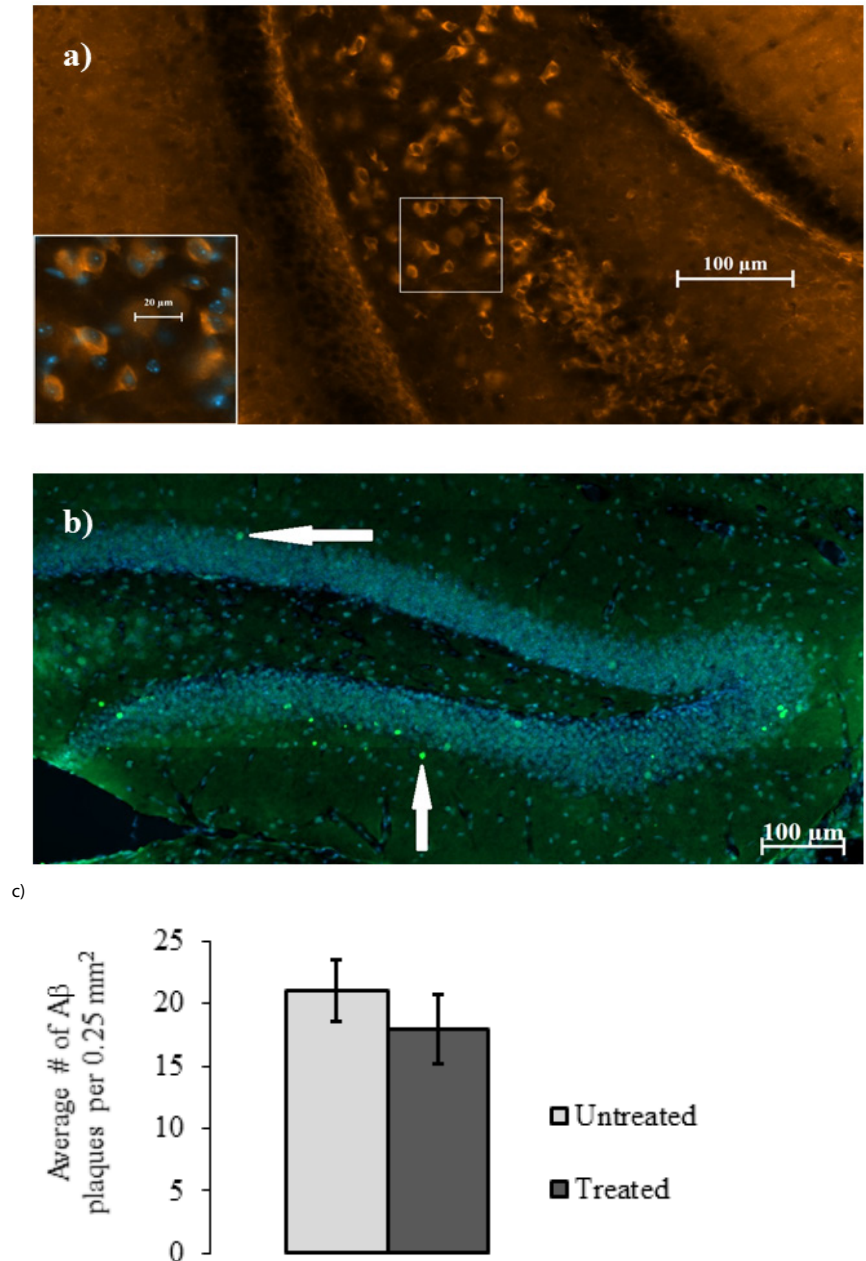 a)
100 µm
20 µm
b)
100 µm
c)
Average # of Aβ
plaques per 0.25 mm²
25
20
15
10
5
0
Untreated
Treated